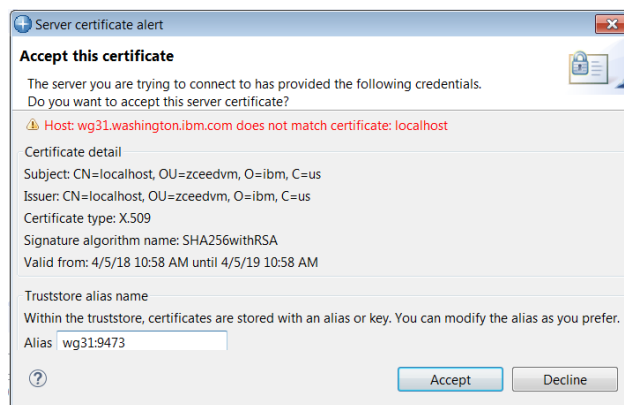 Server certificate alert
Accept this certificate
The server you are trying to connect to has provided the following credentials.
Do you want to accept this server certificate?
Host: wg31.washington.ibm.com does not match certificate: localhost
Certificate detail
Subject: CN=localhost, OU=zceedvm, O=ibm, C=us
Issuer: CN=localhost, OU=zceedvm, O=ibm, C=us
Certificate type: X.509
Signature algorithm name: SHA256withRSA
Valid from: 4/5/18 10:58 AM until 4/5/19 10:58 AM
Truststore alias name
Within the truststore, certificates are stored with an alias or key. You can modify the alias as you prefer.
Alias wg31:9473
Accept Decline